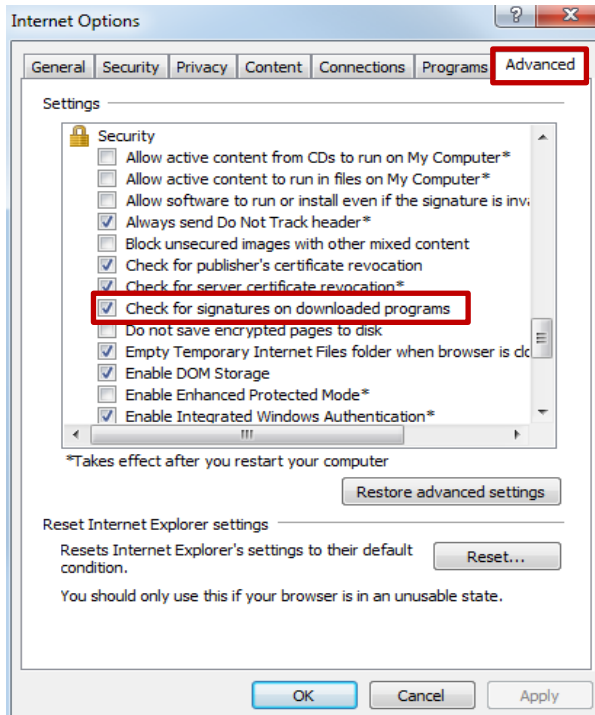 Internet Options
General Security Privacy Content Connections Programs Advanced
Settings
Security
Allow active content from CDs to run on My Computer*
Allow active content to run in files on My Computer*
Allow software to run or install even if the signature is inva
Always send Do Not Track header*
Block unsecured images with other mixed content
Check for publisher's certificate revocation
Check for server certificate revocation*
Check for signatures on downloaded programs
Do not save encrypted pages to disk
Empty Temporary Internet Files folder when browser is clo
Enable DOM Storage
Enable Enhanced Protected Mode*
Enable Integrated Windows Authentication*
*Takes effect after you restart your computer
Restore advanced settings
Reset Internet Explorer settings
Resets Internet Explorer's settings to their default
condition.
Reset...
You should only use this if your browser is in an unusable state.
OK Cancel Apply